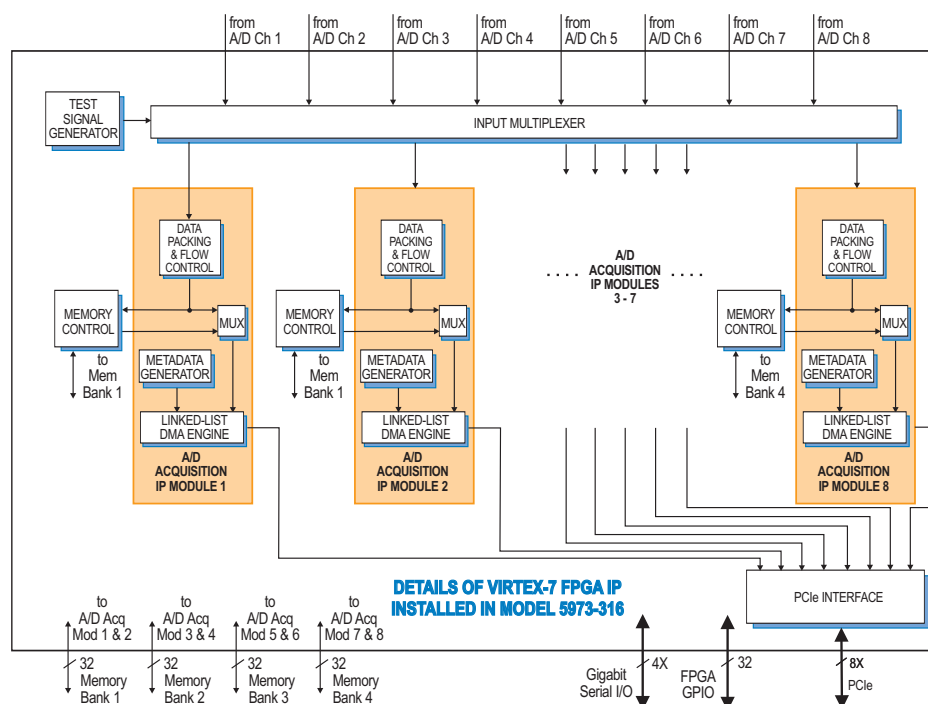 from
A/D Ch 1
from
A/D Ch 2
from
A/D Ch 3
from
A/D Ch 4
from
A/D Ch 5
from
A/D Ch 6
from
A/D Ch 7
from
A/D Ch 8
TEST
SIGNAL
GENERATOR
INPUT MULTIPLEXER
DATA
PACKING
& FLOW
CONTROL
MEMORY
CONTROL
MUX
to
Mem
Bank 1
METADATA
GENERATOR
LINKED-LIST
DMA ENGINE
A/D
ACQUISITION
IP MODULE 1
DATA
PACKING
& FLOW
CONTROL
MEMORY
CONTROL
MUX
to
Mem
Bank 1
METADATA
GENERATOR
LINKED-LIST
DMA ENGINE
A/D
ACQUISITION
IP MODULE 2
. . . . A/D . . . .
ACQUISITION
IP MODULES
3 - 7
DATA
PACKING
& FLOW
CONTROL
MEMORY
CONTROL
MUX
to
Mem
Bank 4
METADATA
GENERATOR
LINKED-LIST
DMA ENGINE
A/D
ACQUISITION
IP MODULE 8
DETAILS OF VIRTEX-7 FPGA IP
INSTALLED IN MODEL 5973-316
PCIe INTERFACE
to
A/D Acq
Mod 1 & 2
to
A/D Acq
Mod 3 & 4
to
A/D Acq
Mod 5 & 6
to
A/D Acq
Mod 7 & 8
32
Memory
Bank 1
32
Memory
Bank 2
32
Memory
Bank 3
32
Memory
Bank 4
4X
Gigabit
Serial I/O
32
FPGA
GPIO
8X
PCIe